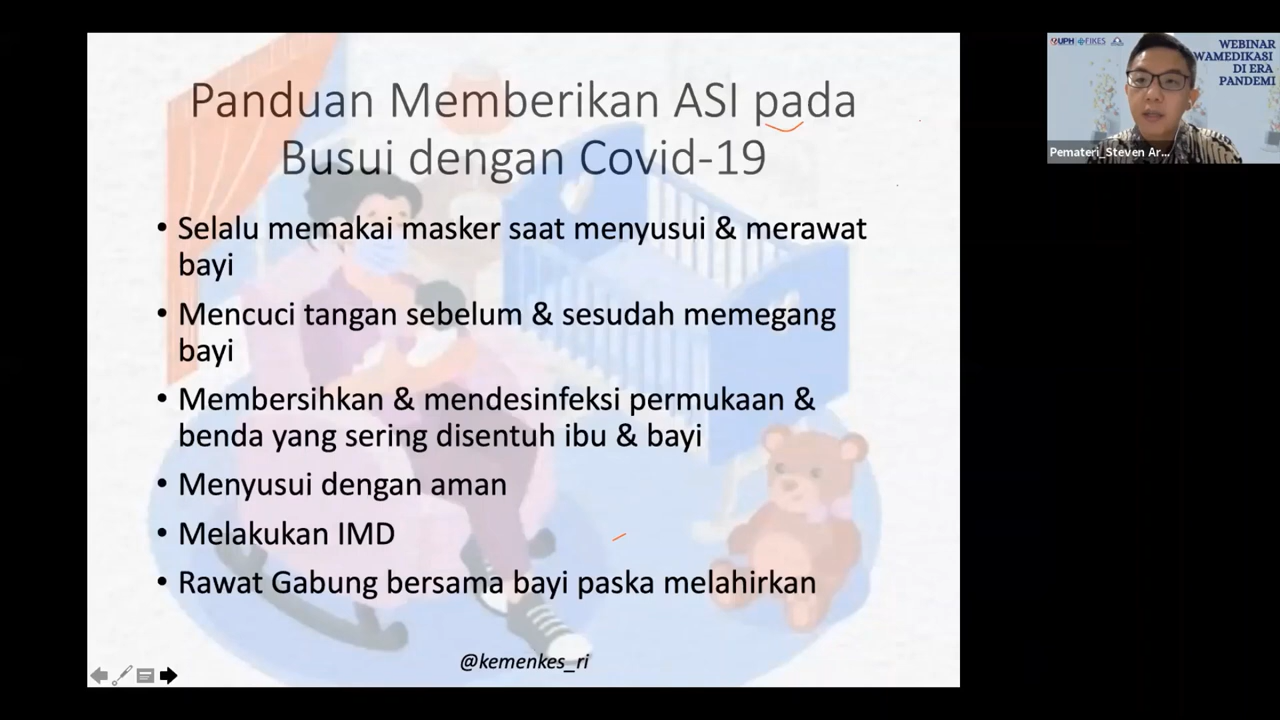 Panduan Memberikan ASI pada
Busui dengan Covid-19
• Selalu memakai masker saat menyusui & merawat
bayi
• Mencuci tangan sebelum & sesudah memegang
bayi
• Membersihkan & mendesinfeksi permukaan &
benda yang sering disentuh ibu & bayi
• Menyusui dengan aman
• Melakukan IMD
• Rawat Gabung bersama bayi paska melahirkan
@kemenkes_ri
UPH FIKES
WEBINAR
WAMEDIKASI
DI ERA
PANDEMI
Pemateri_Steven Ar...